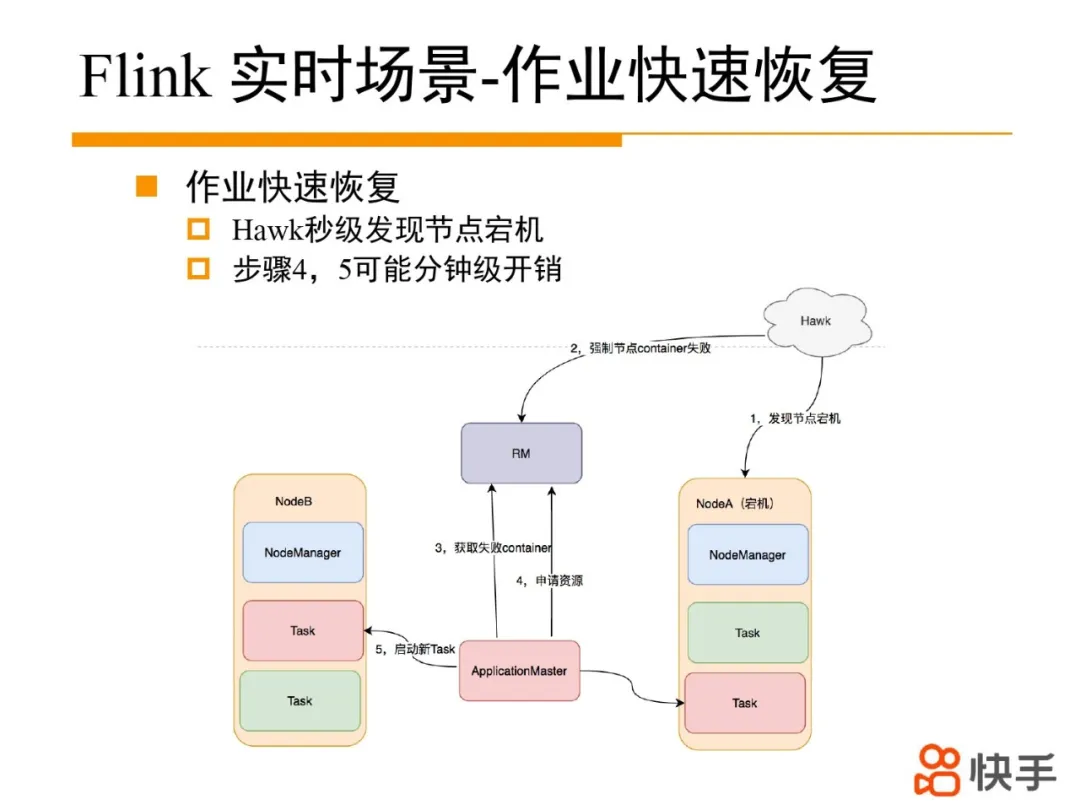 Flink 实时场景-作业快速恢复
作业快速恢复
Hawk秒级发现节点宕机
步骤4，5可能分钟级开销
Hawk
2，强制节点container失败
1，发现节点宕机
RM
NodeB
NodeManager
Task
Task
3，获取失败container
4，申请资源
5，启动新Task
ApplicationMaster
NodeA（宕机）
NodeManager
Task
Task
快手